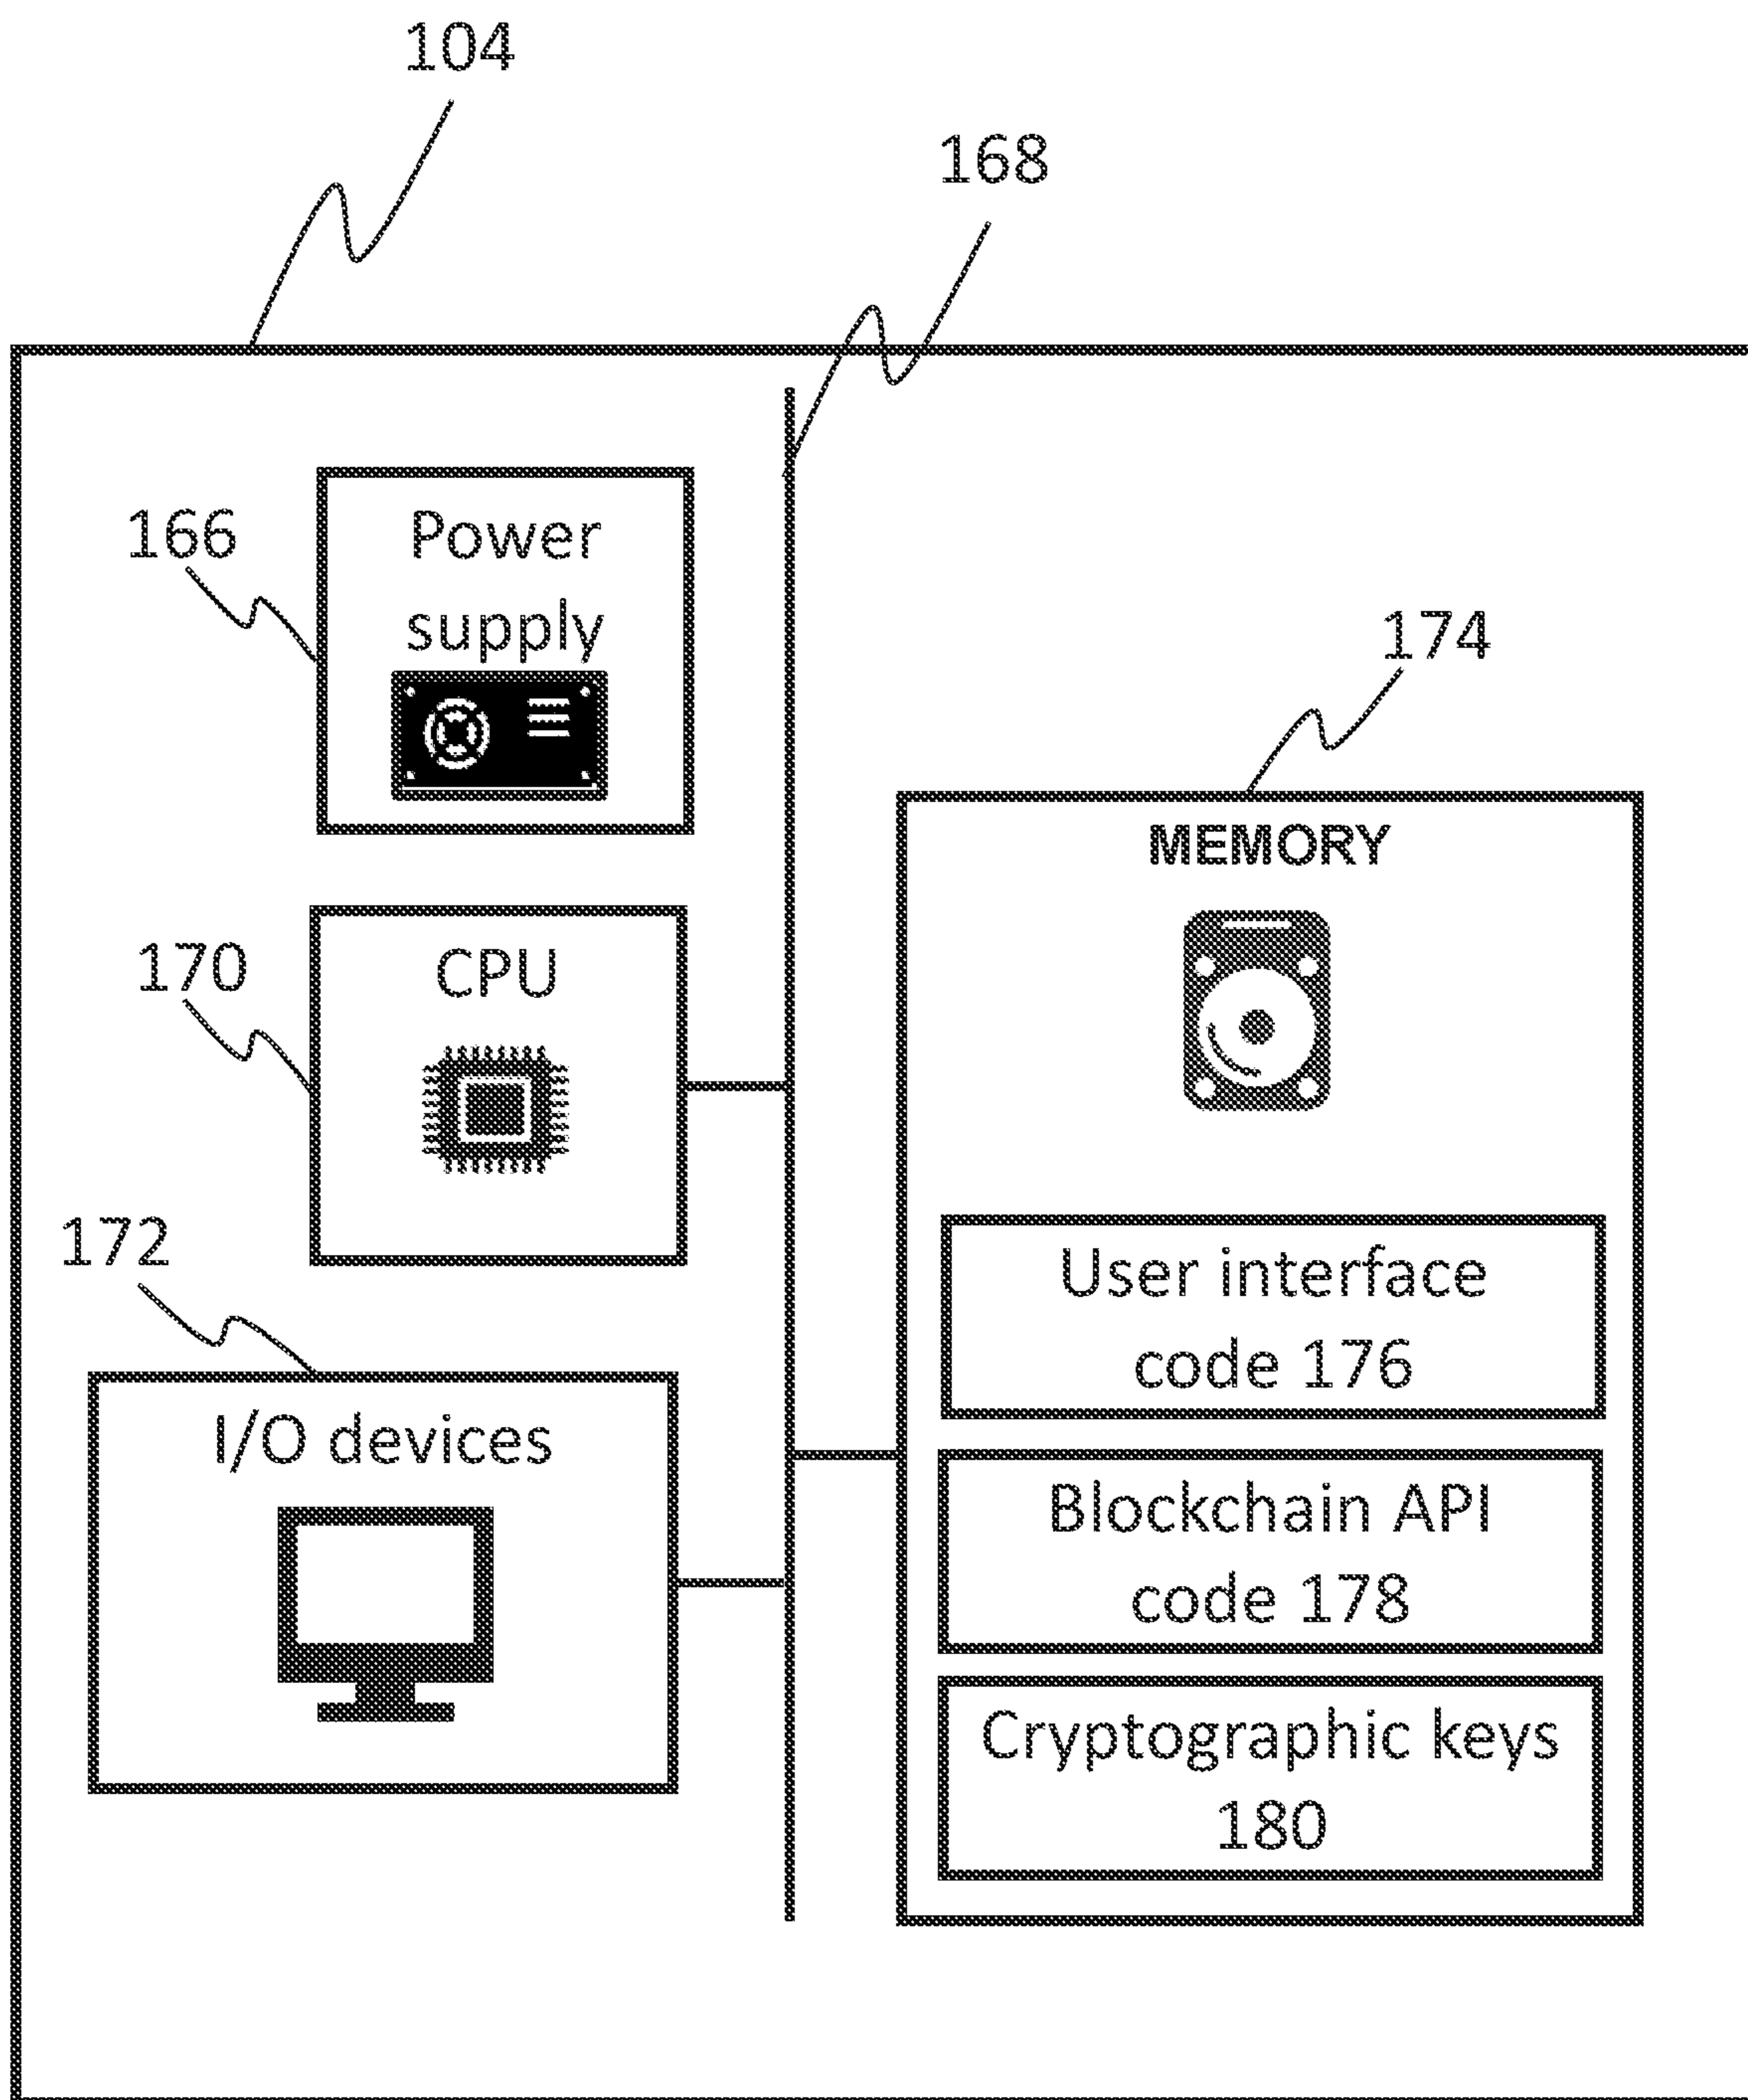 104
168
166
Power
supply
174
MEMORY
170
CPU
172
User interface
code 176
I/O devices
Blockchain API
code 178
Cryptographic keys
180